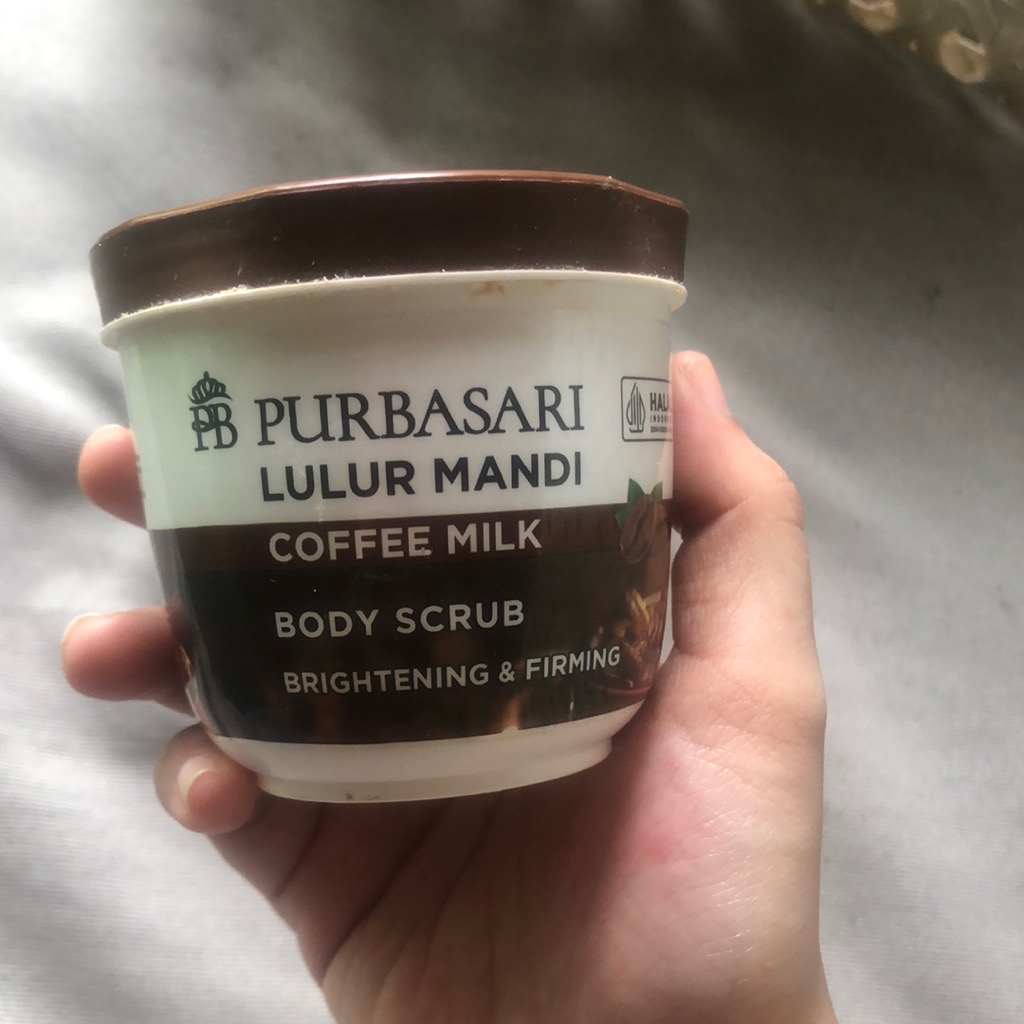 PB PURBASARI
LULUR MANDI
COFFEE MILK
BODY SCRUB
BRIGHTENING & FIRMING